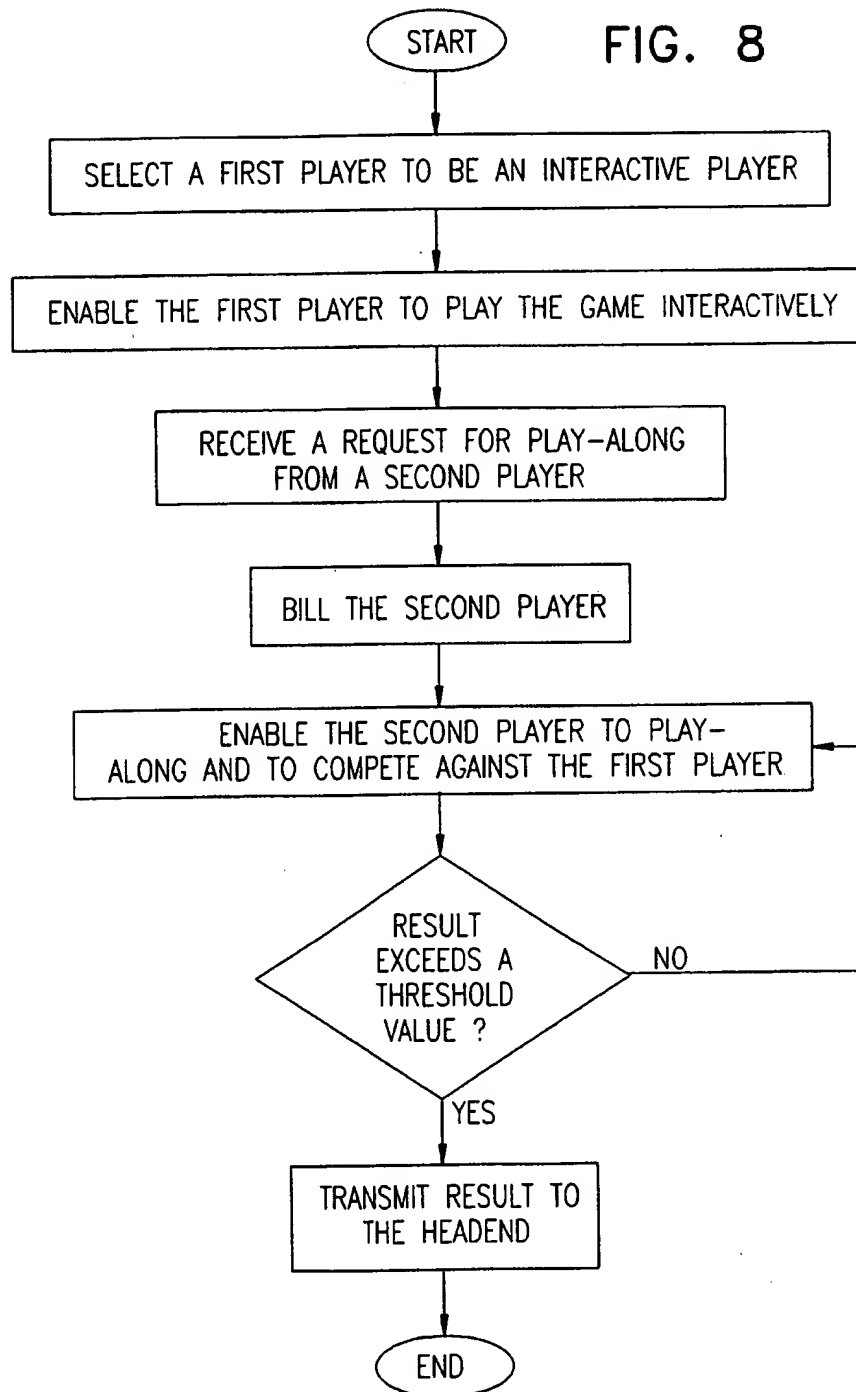 START
FIG. 8
SELECT A FIRST PLAYER TO BE AN INTERACTIVE PLAYER
ENABLE THE FIRST PLAYER TO PLAY THE GAME INTERACTIVELY
RECEIVE A REQUEST FOR PLAY-ALONG
FROM A SECOND PLAYER
BILL THE SECOND PLAYER
ENABLE THE SECOND PLAYER TO PLAY-
ALONG AND TO COMPETE AGAINST THE FIRST PLAYER
RESULT
EXCEEDS A
THRESHOLD
VALUE ?
NO
YES
TRANSMIT RESULT TO
THE HEADEND
END